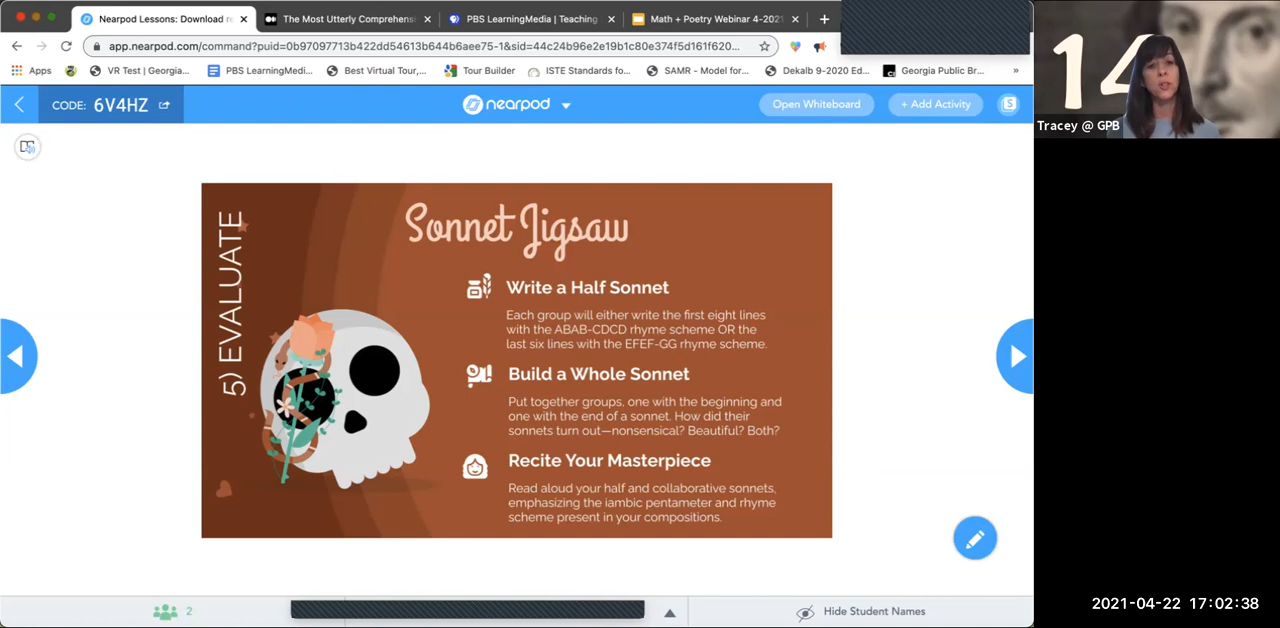 Nearpod Lessons: Download re
The Most Utterly Comprehens
PBS LearningMedia | Teaching
Math + Poetry Webinar 4-2021
app.nearpod.com/command?puid=0b97097713b422dd54613b644b6aee75-1&sid=44c24b96e2e19b1c80e374f5d161f620...
Apps
VR Test | Georgia...
PBS LearningMedi...
Best Virtual Tour,...
Tour Builder
ISTE Standards fo...
SAMR - Model for...
Dekalb 9-2020 Ed...
Georgia Public Br...
»
CODE: 6V4HZ
nearpod
Open Whiteboard
+ Add Activity
S
14
Tracey @ GPB
5) EVALUATE
Sonnet Jigsaw
Write a Half Sonnet
Each group will either write the first eight lines
with the ABAB-CDCD rhyme scheme OR the
last six lines with the EFEF-GG rhyme scheme.
Build a Whole Sonnet
Put together groups, one with the beginning and
one with the end of a sonnet. How did their
sonnets turn out—nonsensical? Beautiful? Both?
Recite Your Masterpiece
Read aloud your half and collaborative sonnets,
emphasizing the iambic pentameter and rhyme
scheme present in your compositions.
2
Hide Student Names
2021-04-22 17:02:38